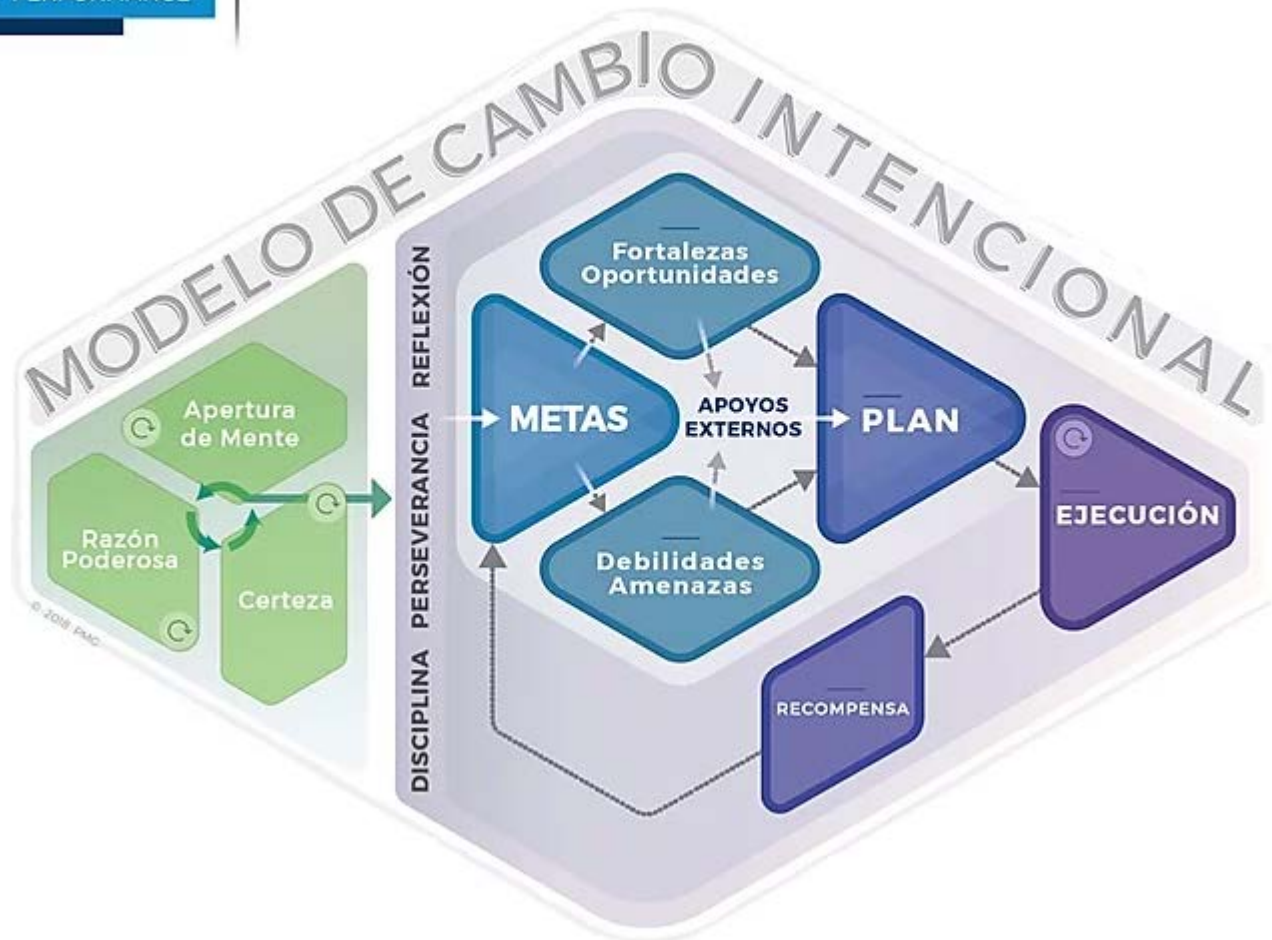 MODELO DE CAMBIO INTENCIONAL
Apertura
de Mente
Razón
Poderosa
Certeza
© 2018 PMG
DISCIPLINA PERSEVERANCIA REFLEXIÓN
METAS
Fortalezas
Oportunidades
APOYOS
EXTERNOS
Debilidades
Amenazas
PLAN
EJECUCIÓN
RECOMPENSA